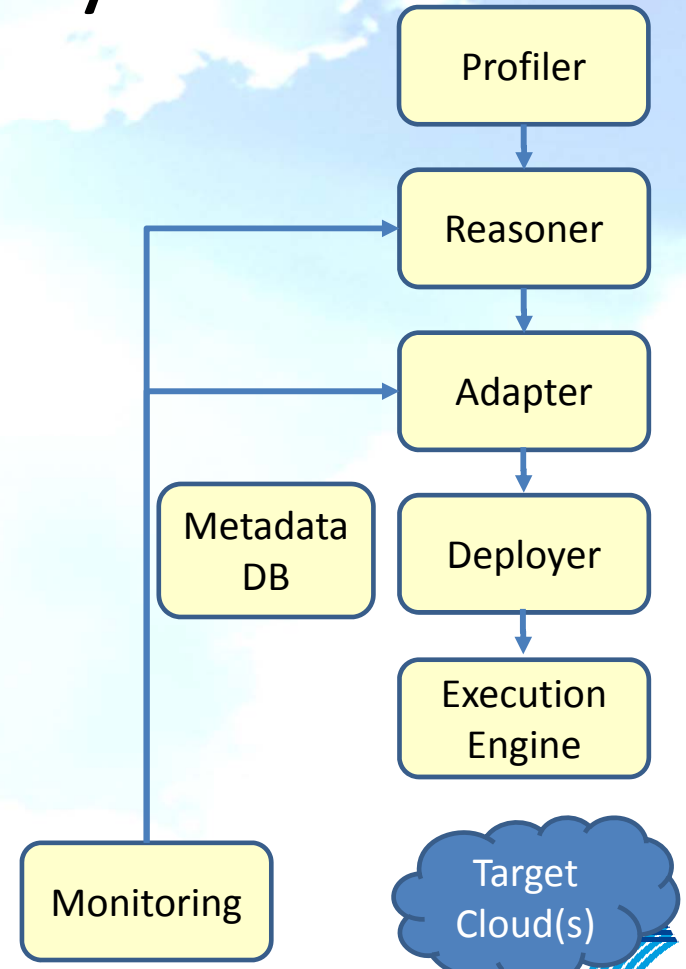 Profiler
Reasoner
Adapter
Metadata
DB
Deployer
Execution
Engine
Monitoring
Target
Cloud(s)